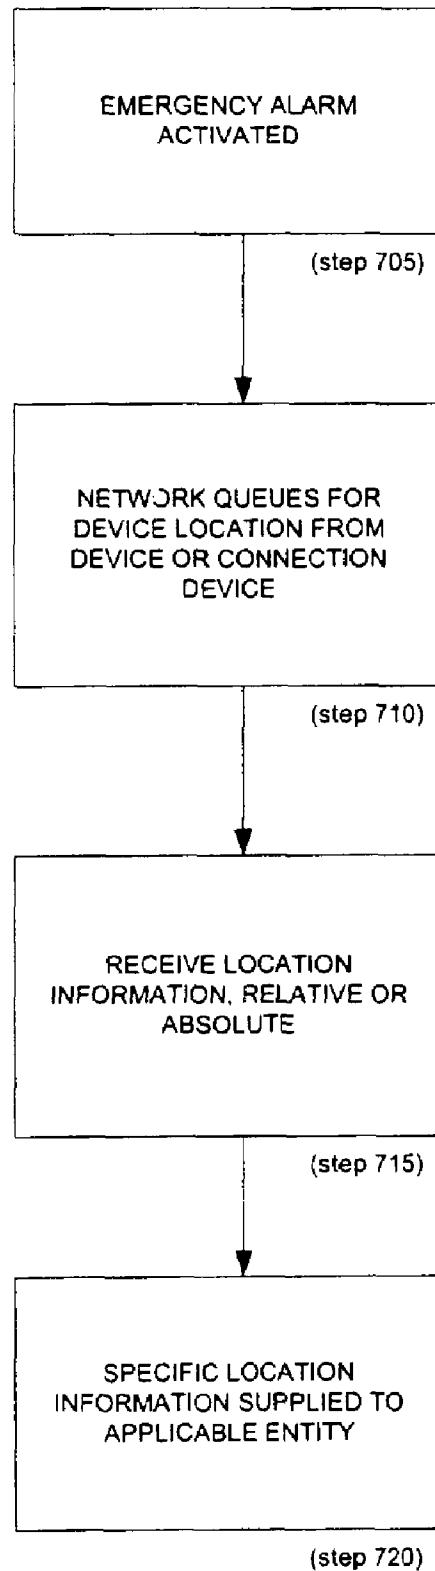 EMERGENCY ALARM
ACTIVATED
(step 705)
NETWORK QUEUES FOR
DEVICE LOCATION FROM
DEVICE OR CONNECTION
DEVICE
(step 710)
RECEIVE LOCATION
INFORMATION, RELATIVE OR
ABSOLUTE
(step 715)
SPECIFIC LOCATION
INFORMATION SUPPLIED TO
APPLICABLE ENTITY
(step 720)